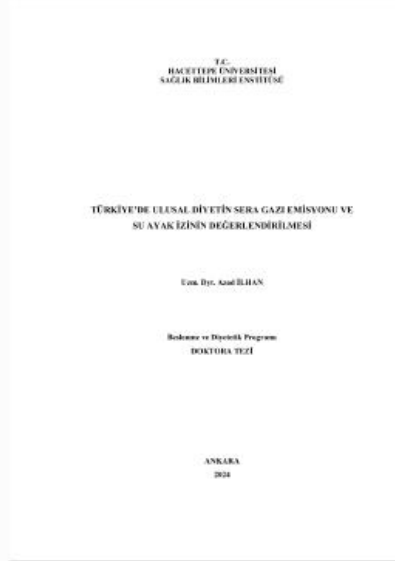 T.C.
HACETTEPE ÜNİVERSİTESİ
SAĞLIK BİLİMLERİ ENSTİTÜSÜ
TÜRKİYE'DE ULUSAL DİYETİN SERA GAZI EMİSYONU VE
SU AYAK İZİNİN DEĞERLENDİRİLMESİ
Uzm. Dyt. Azad İLHAN
Beslenme ve Diyetetik Programı
DOKTORA TEZİ
ANKARA
2024